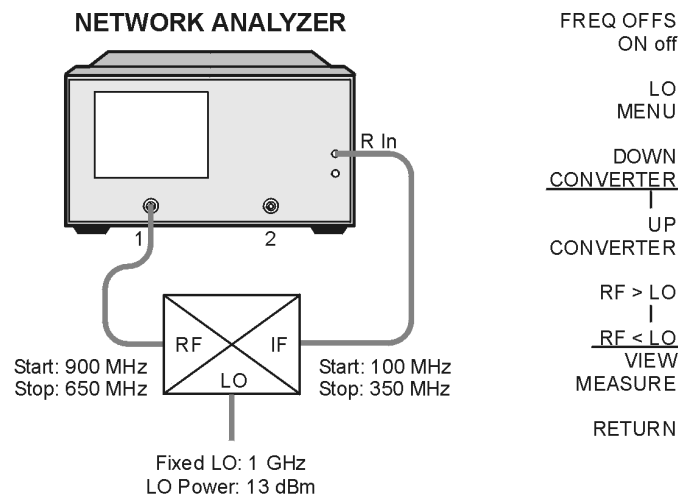 NETWORK ANALYZER
R In
1
2
RF
IF
LO
Start: 900 MHz
Stop: 650 MHz
Start: 100 MHz
Stop: 350 MHz
Fixed LO: 1 GHz
LO Power: 13 dBm
FREQ OFFS
ON off
LO
MENU
DOWN
CONVERTER
UP
CONVERTER
RF > LO
RF < LO
VIEW
MEASURE
RETURN